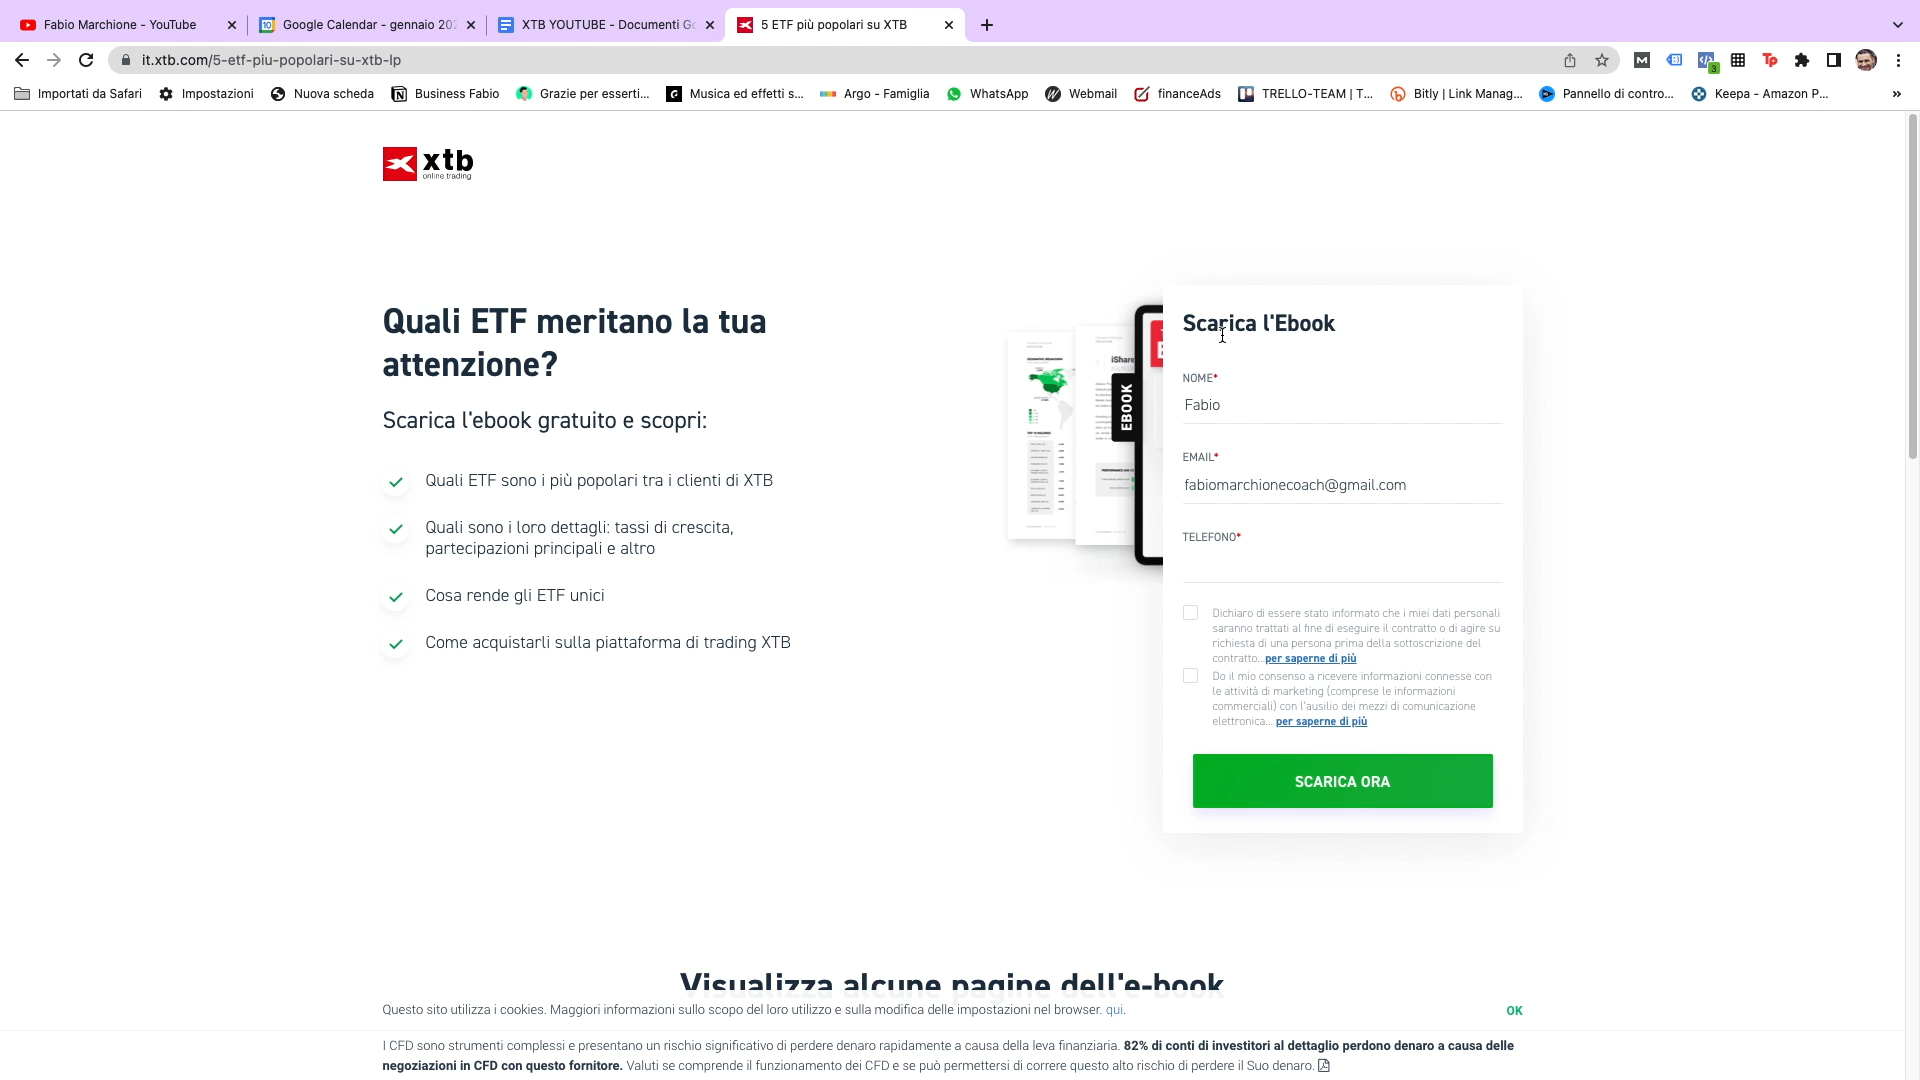 Fabio Marchione - YouTube
Google Calendar - gennaio 202
XTB YOUTUBE - Documenti Go
5 ETF più popolari su XTB
it.xtb.com/5-etf-piu-popolari-su-xtb-lp
Importati da Safari
Impostazioni
Nuova scheda
Business Fabio
Grazie per esserti...
Musica ed effetti s...
Argo - Famiglia
WhatsApp
Webmail
financeAds
TRELLO-TEAM | T...
Bitly | Link Manag...
Pannello di contro...
Keepa - Amazon P...
xtb
online trading
Quali ETF meritano la tua
attenzione?
Scarica l'ebook gratuito e scopri:
Quali ETF sono i più popolari tra i clienti di XTB
Quali sono i loro dettagli: tassi di crescita,
partecipazioni principali e altro
Cosa rende gli ETF unici
Come acquistarli sulla piattaforma di trading XTB
iShare
EBOOK
Scarica l'Ebook
NOME*
Fabio
EMAIL*
fabiomarchionecoach@gmail.com
TELEFONO*
Dichiaro di essere stato informato che i miei dati personali
saranno trattati al fine di eseguire il contratto o di agire su
richiesta di una persona prima della sottoscrizione del
contratto...per saperne di più
Do il mio consenso a ricevere informazioni connesse con
le attività di marketing (comprese le informazioni
commerciali) con l'ausilio dei mezzi di comunicazione
elettronica... per saperne di più
SCARICA ORA
Visualizza alcune pagine dell'e-book
Questo sito utilizza i cookies. Maggiori informazioni sullo scopo del loro utilizzo e sulla modifica delle impostazioni nel browser. qui.
OK
I CFD sono strumenti complessi e presentano un rischio significativo di perdere denaro rapidamente a causa della leva finanziaria. 82% di conti di investitori al dettaglio perdono denaro a causa delle
negoziazioni in CFD con questo fornitore. Valuti se comprende il funzionamento dei CFD e se può permettersi di correre questo alto rischio di perdere il Suo denaro.